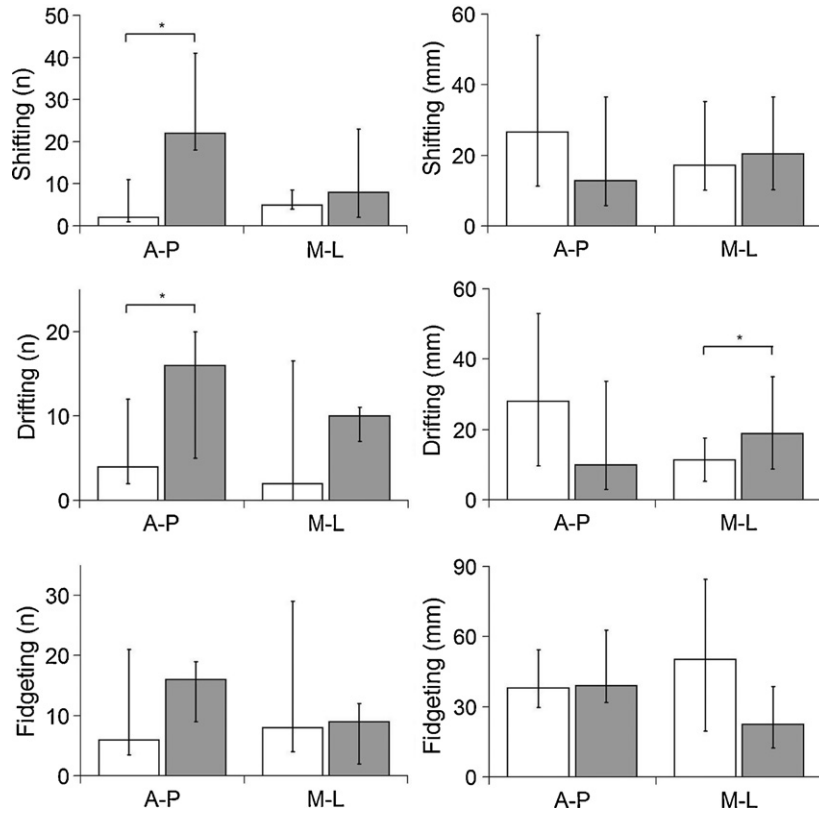 Shifting (n)
50
40
30
20
10
0
*
A-P
M-L
Shifting (mm)
60
40
20
0
A-P
M-L
Drifting (n)
20
10
0
*
A-P
M-L
Drifting (mm)
60
40
20
0
*
A-P
M-L
Fidgeting (n)
30
20
10
0
A-P
M-L
Fidgeting (mm)
90
60
30
0
A-P
M-L